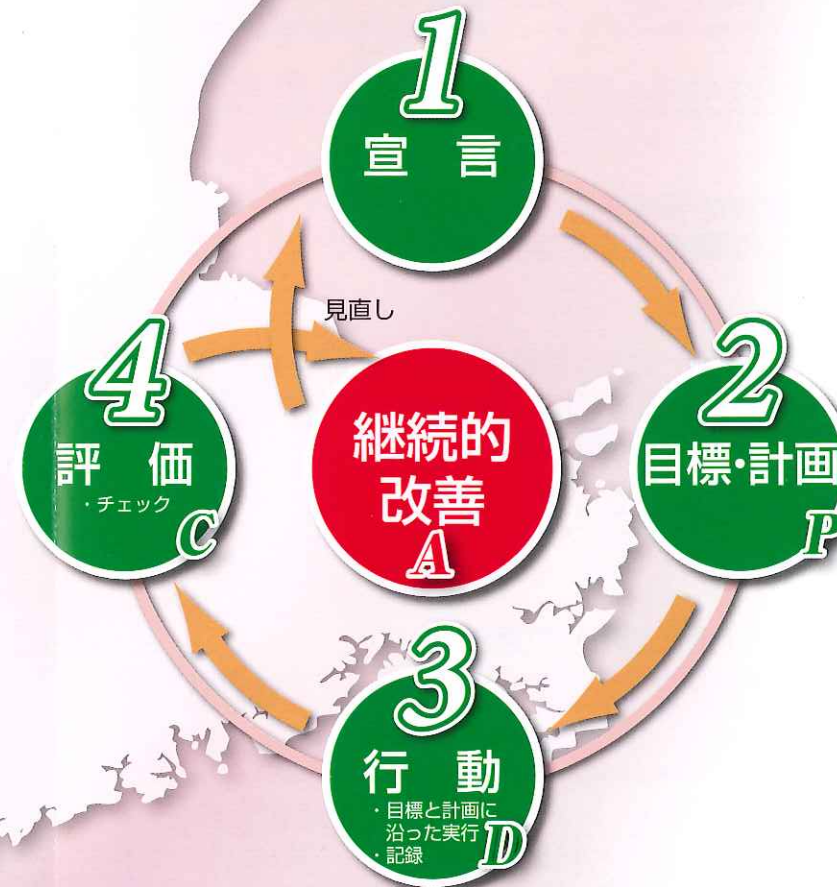 1
宣言
見直し
4
評価
・チェック
C
継続的
改善
A
2
目標・計画
P
3
行動
・目標と計画に
沿った実行
・記録
D